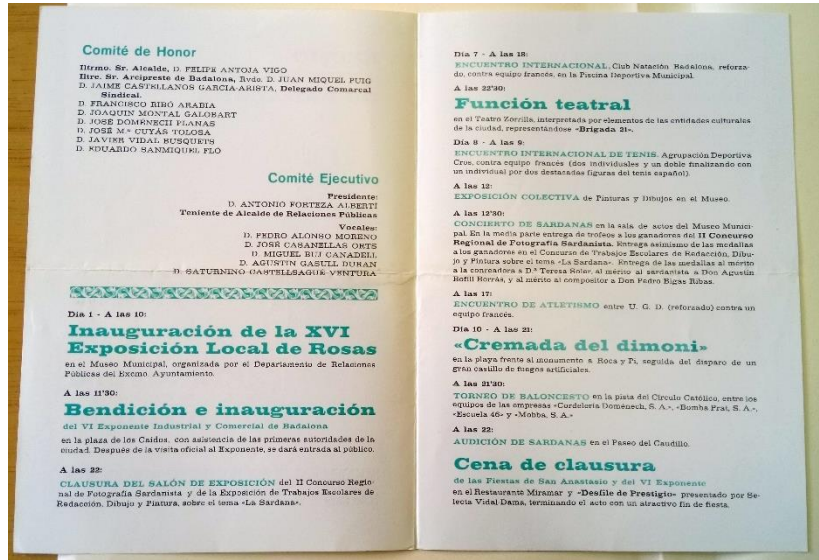 Comité de Honor
Iltrmo. Sr. Alcalde, D. FELIPE ANTOJA VIGO
Iltre. Sr. Arcipreste de Badalona, Rvdo. D. JUAN MIQUEL PUIG
D. JAIME CASTELLANOS GARCIA-ARISTA, Delegado Comarcal
Sindical.
D. FRANCISCO RIBÓ ARABIA
D. JOAQUIN MONTAL GALOBART
D. JOSÉ DOMÉNECH PLANAS
D. JOSÉ Mª CUYÁS TOLOSA
D. JAVIER VIDAL BUSQUETS
D. EDUARDO SANMIQUEL FLO
Comité Ejecutivo
Presidente:
D. ANTONIO FORTEZA ALBERTÍ
Teniente de Alcalde de Relaciones Públicas
Vocales:
D. PEDRO ALONSO MORENO
D. JOSÉ CASANELLAS ORTS
D. MIGUEL BUJ CANADELL
D. AGUSTIN GASULL DURAN
D. SATURNINO CASTELLSAGUÉ VENTURA
Día 1 - A las 10:
Inauguración de la XVI
Exposición Local de Rosas
en el Museo Municipal, organizada por el Departamento de Relaciones
Públicas del Excmo. Ayuntamiento.
A las 11'30:
Bendición e inauguración
del VI Exponente Industrial y Comercial de Badalona
en la plaza de los Caídos, con asistencia de las primeras autoridades de la
ciudad. Después de la visita oficial al Exponente, se dará entrada al público.
A las 22:
CLAUSURA DEL SALÓN DE EXPOSICIÓN del II Concurso Regio-
nal de Fotografía Sardanista y de la Exposición de Trabajos Escolares de
Redacción, Dibujo y Pintura, sobre el tema «La Sardana».
Día 7 - A las 18:
ENCUENTRO INTERNACIONAL, Club Natación Badalona, reforza-
do, contra equipo francés, en la Piscina Deportiva Municipal.
A las 22'30:
Función teatral
en el Teatro Zorrilla, interpretada por elementos de las entidades culturales
de la ciudad, representándose «Brigada 21».
Día 8 - A las 9:
ENCUENTRO INTERNACIONAL DE TENIS. Agrupación Deportiva
Cros, contra equipo francés (dos individuales y un doble finalizando con
un individual por dos destacadas figuras del tenis español).
A las 12:
EXPOSICIÓN COLECTIVA de Pinturas y Dibujos en el Museo.
A las 12'30:
CONCIERTO DE SARDANAS en la sala de actos del Museo Munici-
pal. En la media parte entrega de trofeos a los ganadores del II Concurso
Regional de Fotografía Sardanista. Entrega asimismo de las medallas
a los ganadores en el Concurso de Trabajos Escolares de Redacción, Dibu-
jo y Pintura sobre el tema «La Sardana». Entrega de las medallas al mérito
a la conreadora a D.ª Teresa Soler, al mérito al sardanista a Don Agustín
Rofill Borrás, y al mérito al compositor a Don Pedro Bigas Ribas.
A las 17:
ENCUENTRO DE ATLETISMO entre U. G. D. (reforzado) contra un
equipo francés.
Día 10 - A las 21:
«Cremada del dimoni»
en la playa frente al monumento a Roca y Pi, seguida del disparo de un
gran castillo de fuegos artificiales.
A las 21'30:
TORNEO DE BALONCESTO en la pista del Círculo Católico, entre los
equipos de las empresas «Cordelería Doménech, S. A.», «Bomba Prat, S. A.»,
«Escuela 46» y «Mobba, S. A.»
A las 22:
AUDICIÓN DE SARDANAS en el Paseo del Caudillo.
Cena de clausura
de las Fiestas de San Anastasio y del VI Exponente
en el Restaurante Miramar y «Desfile de Prestigio» presentado por Se-
lecta Vidal-Dama, terminando el acto con un atractivo fin de fiesta.